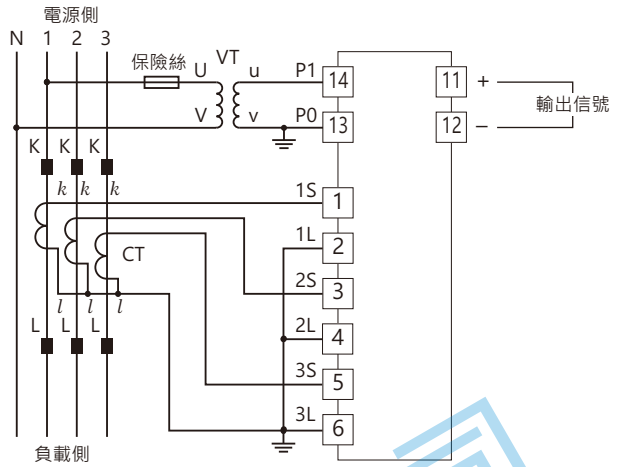 電源側
N 1 2 3
保險絲
U VT u P1 14
V v P0 13
11 +
12 −
輸出信號
K K K
k k k
1S 1
1L 2
CT
2S 3
l l l
L L L
2L 4
3S 5
3L 6
負載側